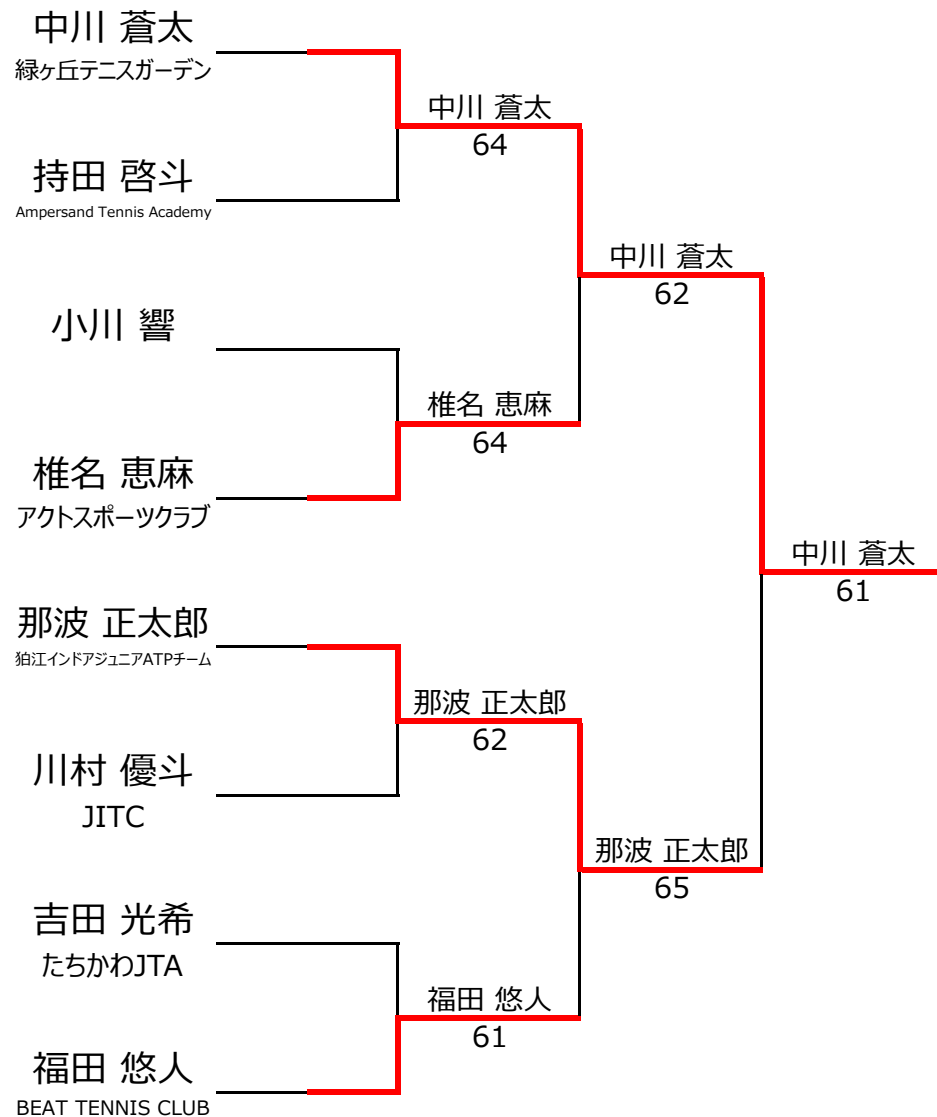 中川 蒼太
緑ヶ丘テニスガーデン
中川 蒼太
64
持田 啓斗
Ampersand Tennis Academy
中川 蒼太
62
小川 響
椎名 恵麻
64
椎名 恵麻
アクトスポーツクラブ
中川 蒼太
61
那波 正太郎
狛江インドアジュニアATPチーム
那波 正太郎
62
川村 優斗
JITC
那波 正太郎
65
吉田 光希
たちかわJTA
福田 悠人
61
福田 悠人
BEAT TENNIS CLUB